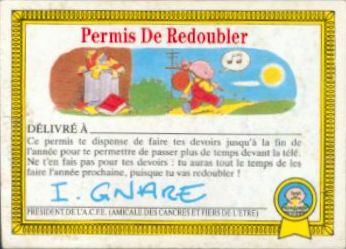 Permis De Redoubler
DÉLIVRÉ À
Ce permis te dispense de faire tes devoirs jusqu'à la fin de
l'année pour te permettre de passer plus de temps devant la télé.
Ne t'en fais pas pour tes devoirs : tu auras tout le temps de les
faire l'année prochaine, puisque tu vas redoubler !
I. GNARE
PRÉSIDENT DE L'A.C.F.E. (AMICALE DES CANCRES ET FIERS DE L'ETRE)